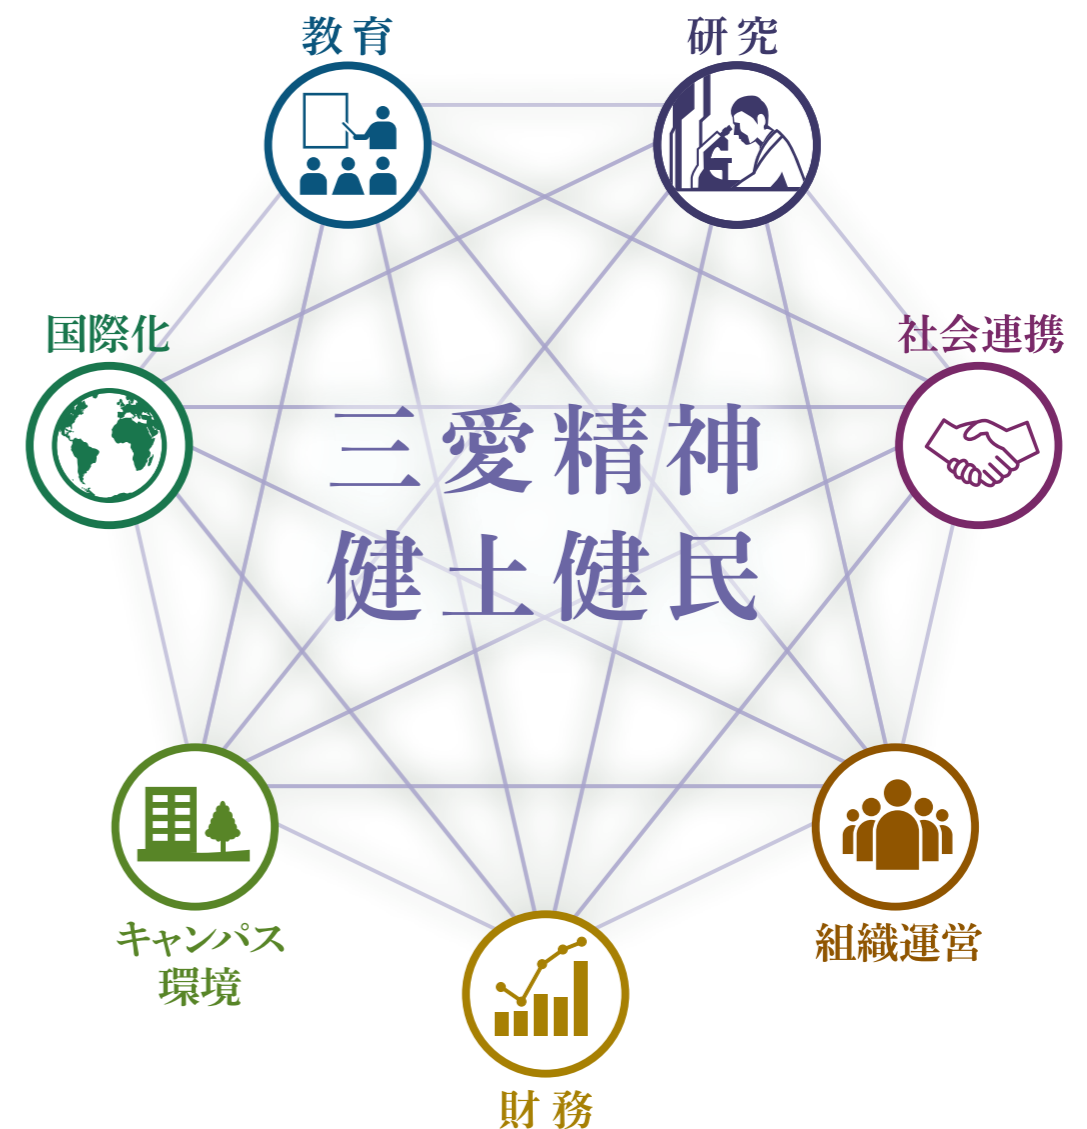 教育
研究
国際化
社会連携
三愛精神
健土健民
キャンパス
環境
組織運営
財務